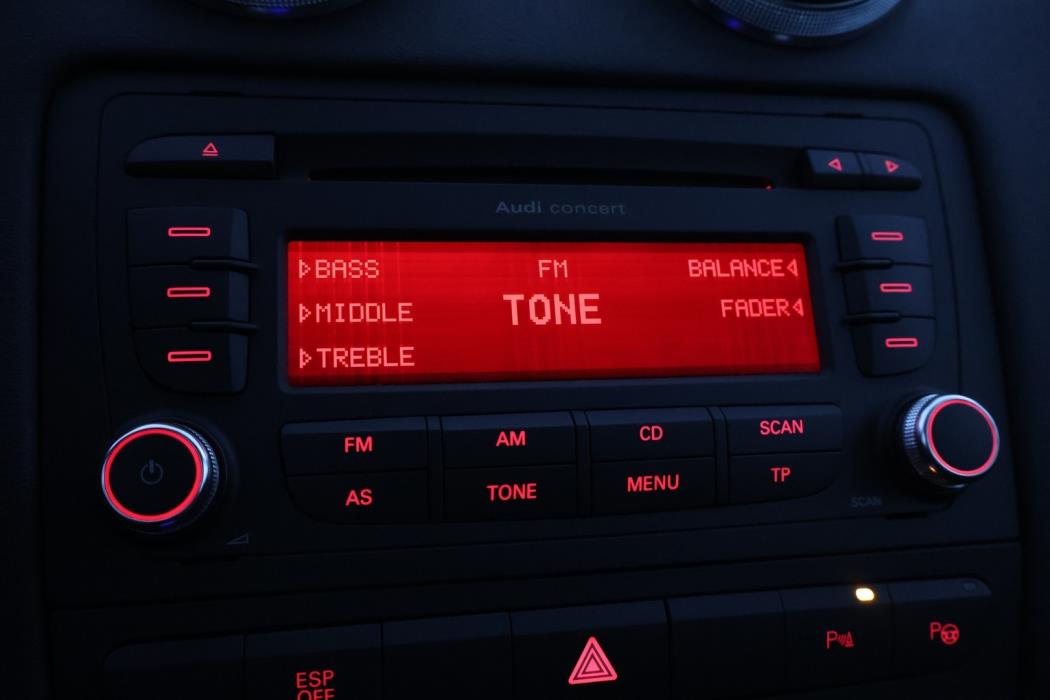 Audi concert
BASS FM BALANCE
MIDDLE TONE FADER
TREBLE
FM AM CD SCAN
AS TONE MENU TP
SCAN
P P
ESP
OFF